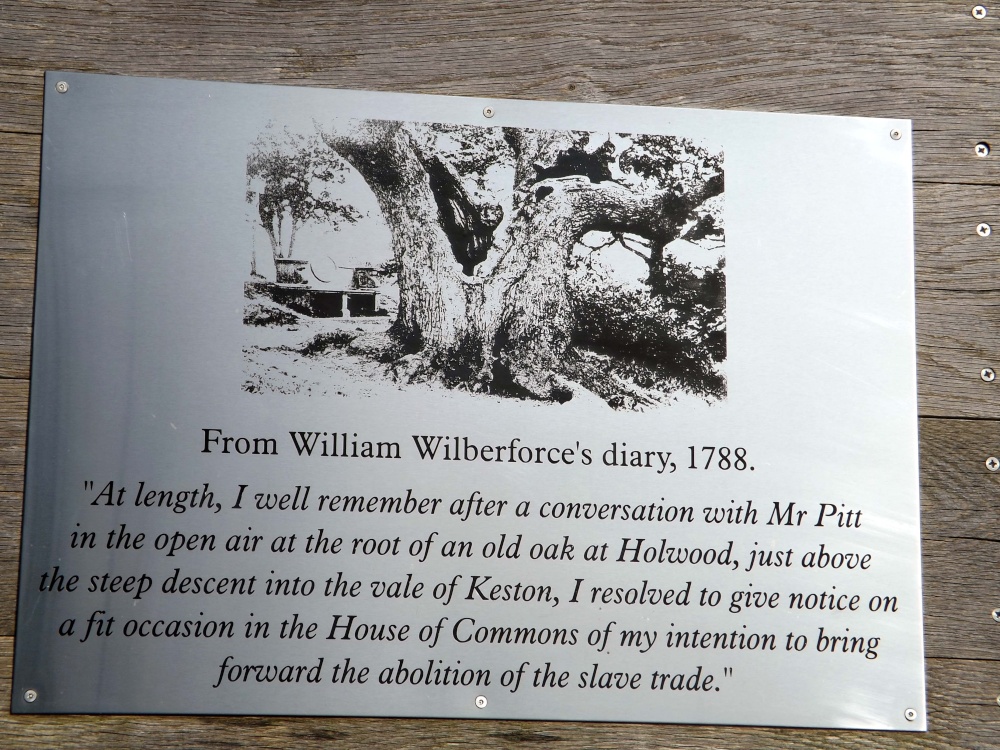 From William Wilberforce's diary, 1788.
"At length, I well remember after a conversation with Mr Pitt
in the open air at the root of an old oak at Holwood, just above
the steep descent into the vale of Keston, I resolved to give notice on
a fit occasion in the House of Commons of my intention to bring
forward the abolition of the slave trade."